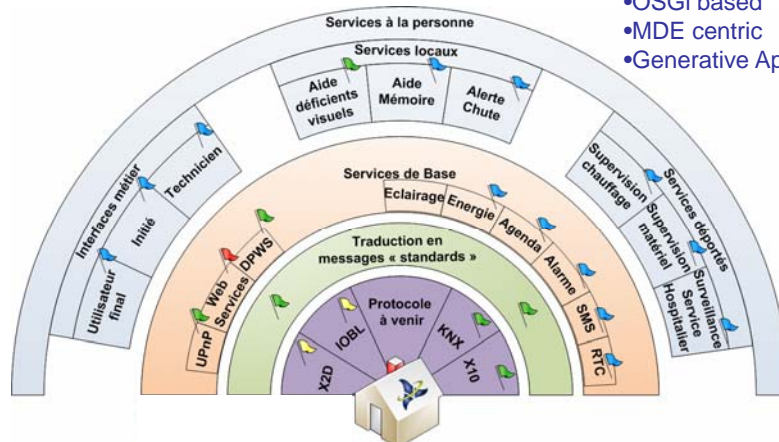 •OSGi based
•MDE centric
•Generative Ap
Services à la personne
Services locaux
Aide
déficients
visuels
Aide
Mémoire
Alerte
Chute
Interfaces métier
Utilisateur
final
Initié
Technicien
Services déportés
Supervision
chauffage
Supervision
matériel
Surveillance
Service
Hospitalier
Services de Base
UPnP
Web
Services
DPWS
Eclairage
Energie
Agenda
Alarme
SMS
RTC
Traduction en
messages « standards »
X2D
IOBL
Protocole
à venir
KNX
X10